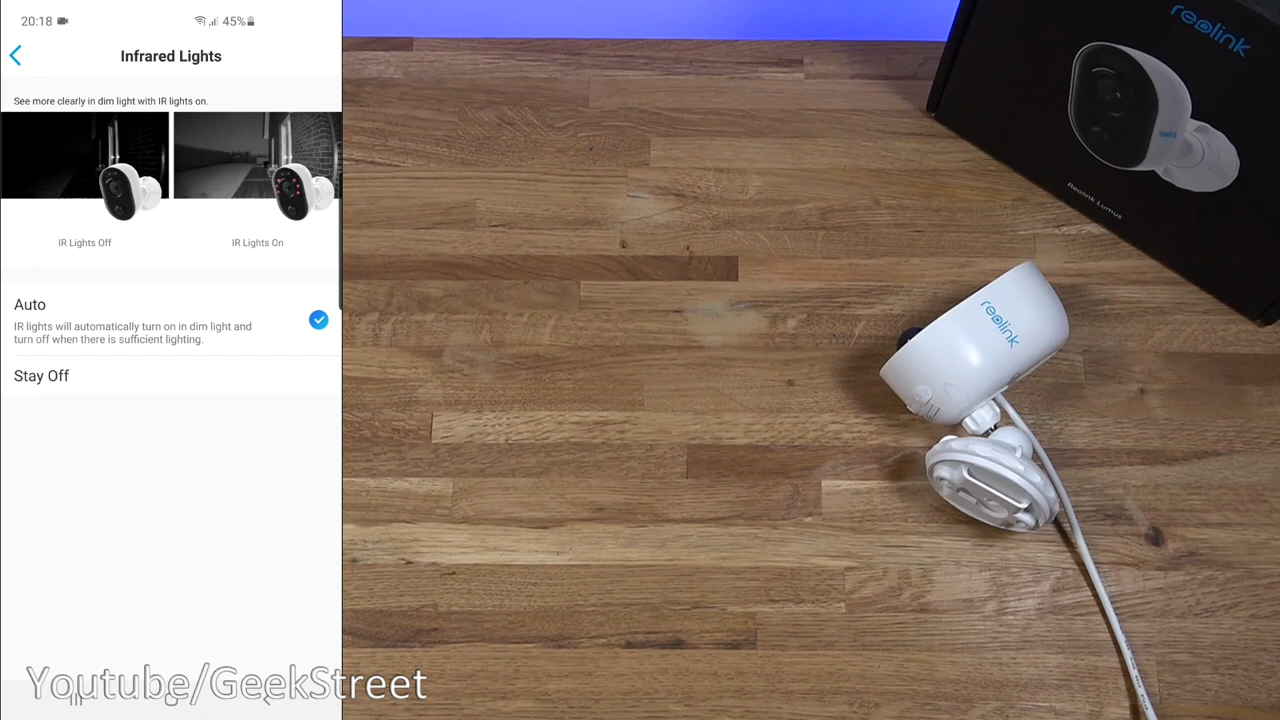 20:18
45%
Infrared Lights
See more clearly in dim light with IR lights on.
IR Lights Off
IR Lights On
Auto
IR lights will automatically turn on in dim light and
turn off when there is sufficient lighting.
Stay Off
reolink
Reolink Lumus
reolink
Youtube/GeekStreet